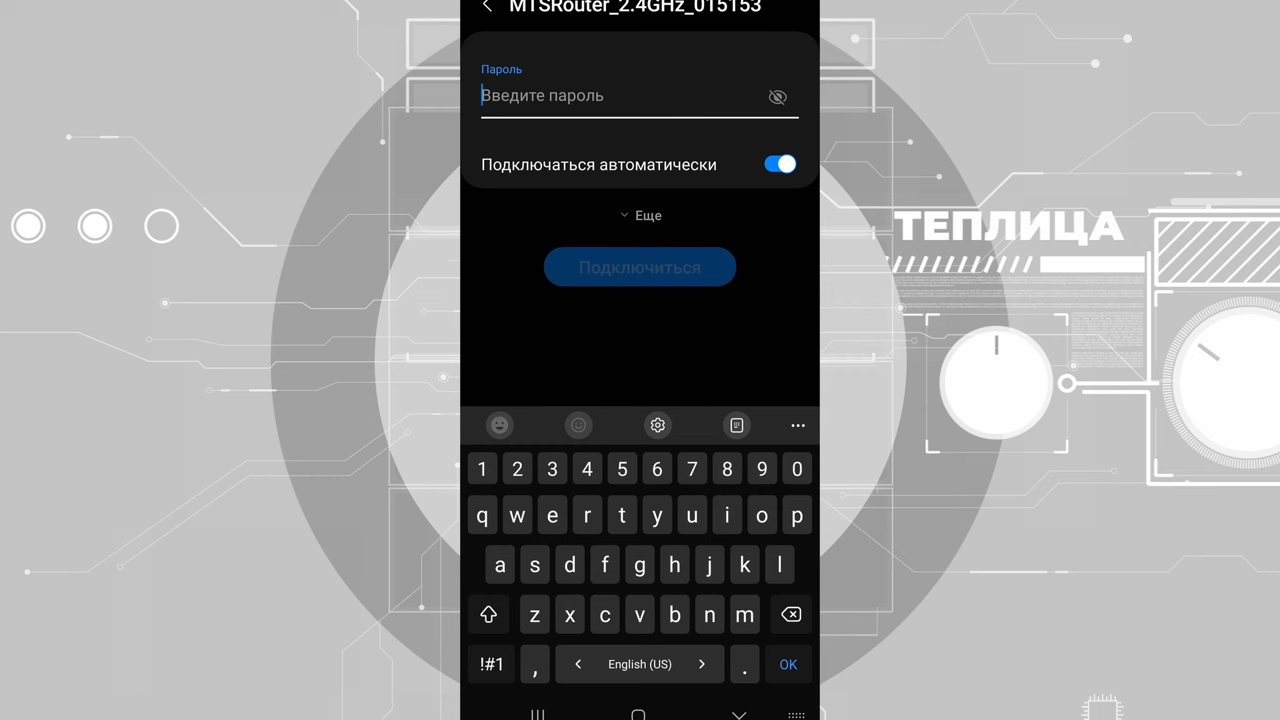 MTSRouter_2.4GHz_015153
Пароль
Введите пароль
Подключаться автоматически
Еще
Подключиться
ТЕПЛИЦА
1 2 3 4 5 6 7 8 9 0
q w e r t y u i o p
a s d f g h j k l
z x c v b n m
!#1 , < English (US) > . OK